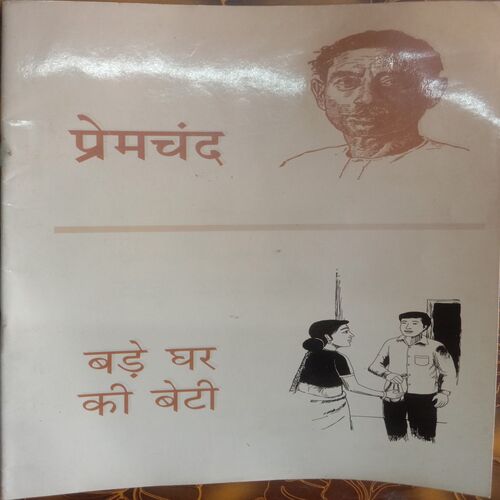 प्रेमचंद
बड़े घर
की बेटी